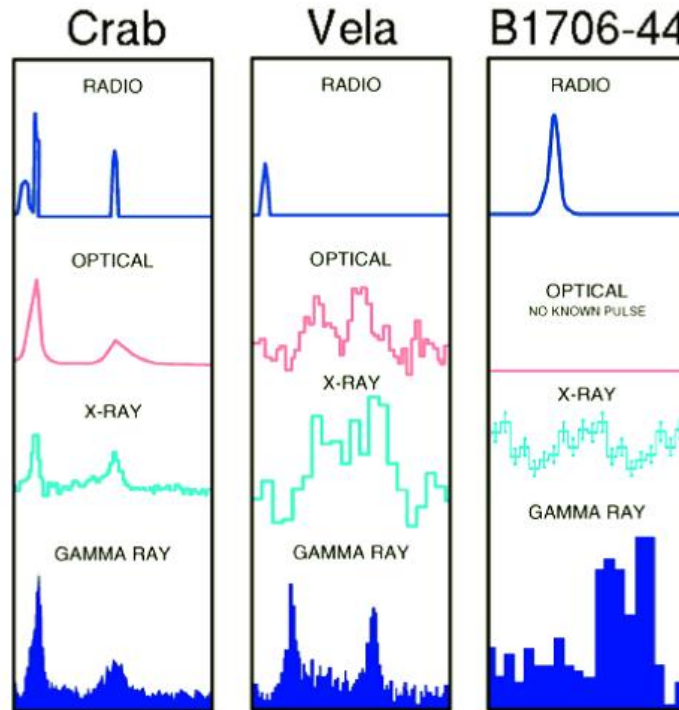 Crab
RADIO
OPTICAL
X-RAY
GAMMA RAY
Vela
RADIO
OPTICAL
X-RAY
GAMMA RAY
B1706-44
RADIO
OPTICAL
NO KNOWN PULSE
X-RAY
GAMMA RAY